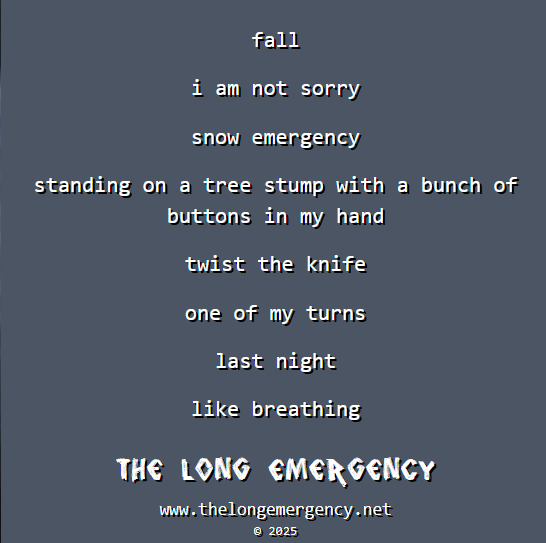 fall
i am not sorry
snow emergency
standing on a tree stump with a bunch of
buttons in my hand
twist the knife
one of my turns
last night
like breathing
THE LONG EMERGENCY
www.thelongemergency.net
© 2025